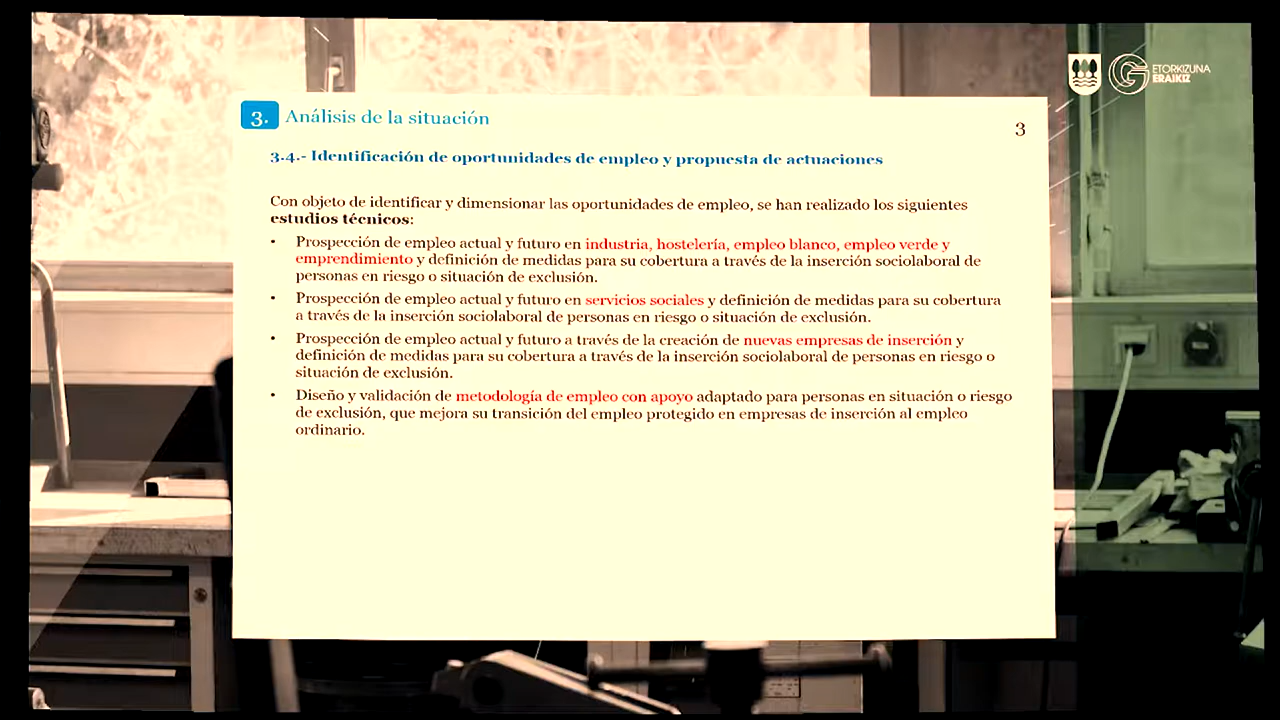 ETORKIZUNA
ERAIKIZ
3. Análisis de la situación
3
3.4.- Identificación de oportunidades de empleo y propuesta de actuaciones
Con objeto de identificar y dimensionar las oportunidades de empleo, se han realizado los siguientes
estudios técnicos:
• Prospección de empleo actual y futuro en industria, hostelería, empleo blanco, empleo verde y
emprendimiento y definición de medidas para su cobertura a través de la inserción sociolaboral de
personas en riesgo o situación de exclusión.
• Prospección de empleo actual y futuro en servicios sociales y definición de medidas para su cobertura
a través de la inserción sociolaboral de personas en riesgo o situación de exclusión.
• Prospección de empleo actual y futuro a través de la creación de nuevas empresas de inserción y
definición de medidas para su cobertura a través de la inserción sociolaboral de personas en riesgo o
situación de exclusión.
• Diseño y validación de metodología de empleo con apoyo adaptado para personas en situación o riesgo
de exclusión, que mejora su transición del empleo protegido en empresas de inserción al empleo
ordinario.